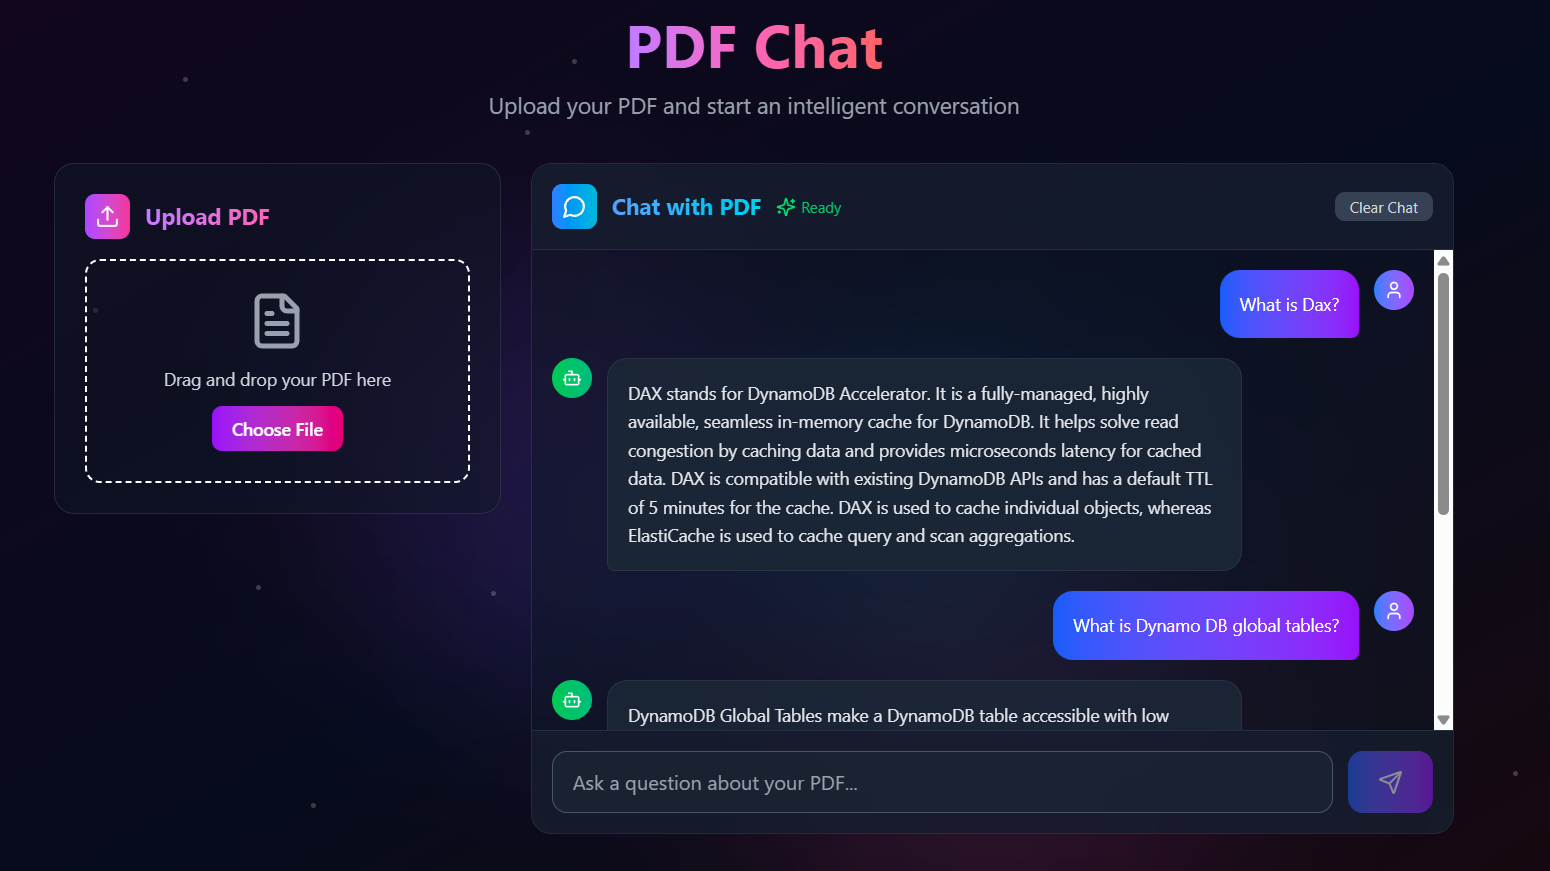 PDF Chat
Upload your PDF and start an intelligent conversation
Upload PDF
Drag and drop your PDF here
Choose File
Chat with PDF
Ready
Clear Chat
What is Dax?
DAX stands for DynamoDB Accelerator. It is a fully-managed, highly
available, seamless in-memory cache for DynamoDB. It helps solve read
congestion by caching data and provides microseconds latency for cached
data. DAX is compatible with existing DynamoDB APIs and has a default TTL
of 5 minutes for the cache. DAX is used to cache individual objects, whereas
ElastiCache is used to cache query and scan aggregations.
What is Dynamo DB global tables?
DynamoDB Global Tables make a DynamoDB table accessible with low
Ask a question about your PDF...